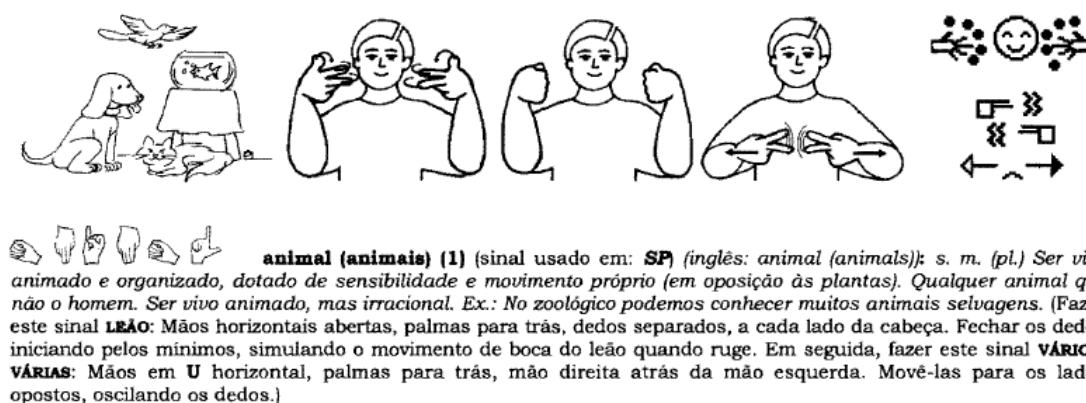 animal (animais) (1) (sinal usado em: SP) (inglês: animal (animals)): s. m. (pl.) Ser vi
animado e organizado, dotado de sensibilidade e movimento próprio (em oposição às plantas). Qualquer animal q
não o homem. Ser vivo animado, mas irracional. Ex.: No zoológico podemos conhecer muitos animais selvagens. (Faz
este sinal LEÃO: Mãos horizontais abertas, palmas para trás, dedos separados, a cada lado da cabeça. Fechar os ded
iniciando pelos mínimos, simulando o movimento de boca do leão quando ruge. Em seguida, fazer este sinal VÁRIO
VÁRIAS: Mãos em U horizontal, palmas para trás, mão direita atrás da mão esquerda. Movê-las para os lad
opostos, oscilando os dedos.)